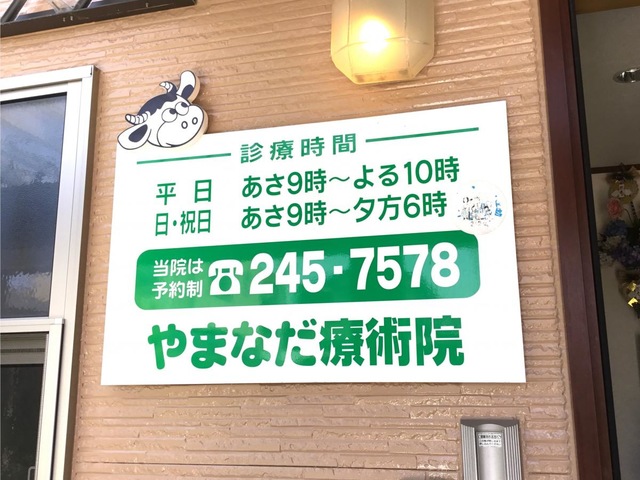 診療時間
平日 あさ9時〜よる10時
日・祝日 あさ9時〜夕方6時
当院は
予約制
☎245-7578
やまなだ療術院